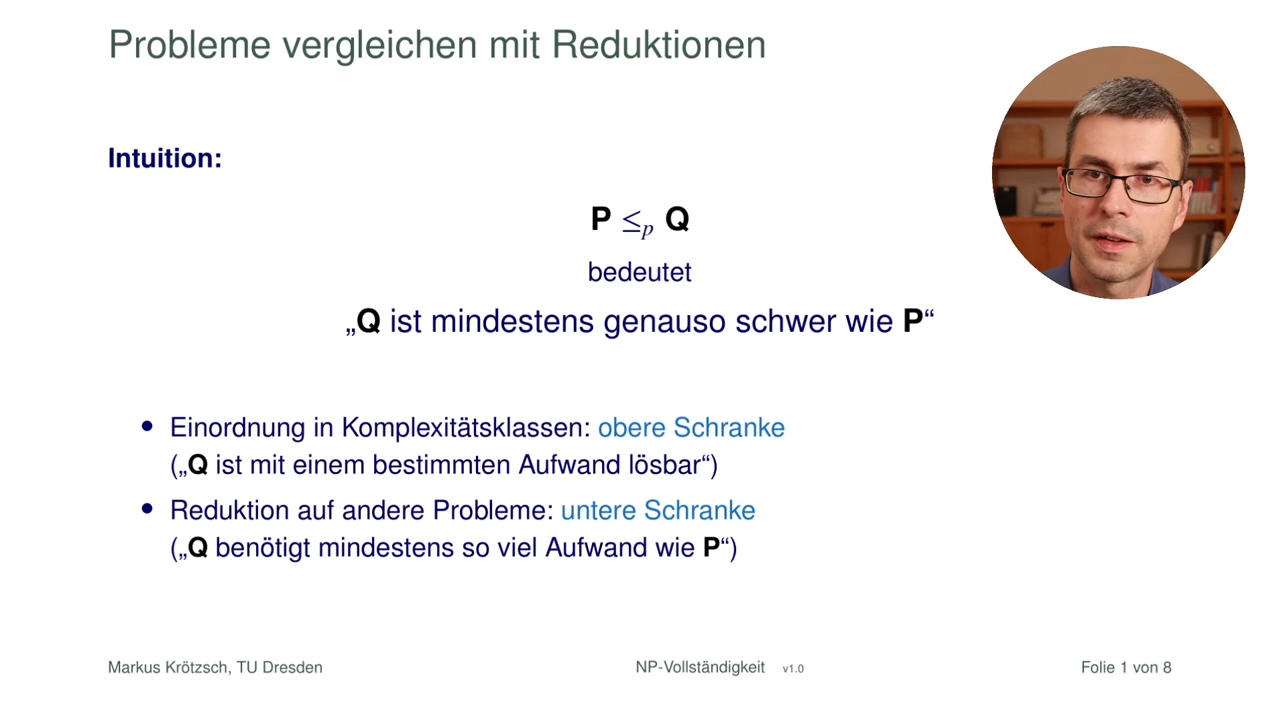 Probleme vergleichen mit Reduktionen
Intuition:
P ≤ₚ Q
bedeutet
„Q ist mindestens genauso schwer wie P“
• Einordnung in Komplexitätsklassen: obere Schranke
(„Q ist mit einem bestimmten Aufwand lösbar“)
• Reduktion auf andere Probleme: untere Schranke
(„Q benötigt mindestens so viel Aufwand wie P“)
Markus Krötzsch, TU Dresden NP-Vollständigkeit v1.0 Folie 1 von 8